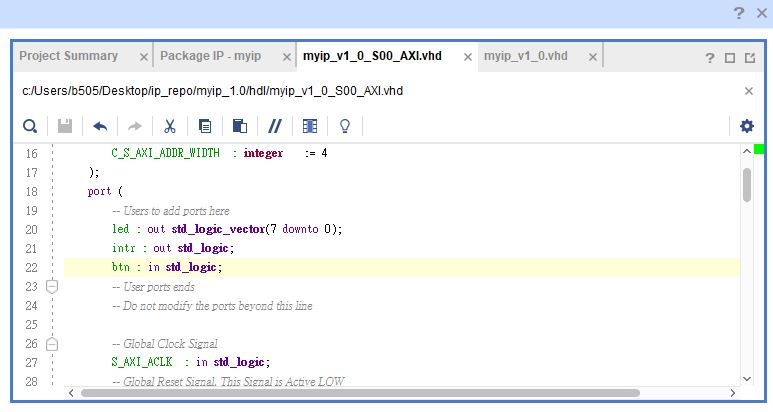 Project Summary × Package IP - myip × myip_v1_0_S00_AXI.vhd × myip_v1_0.vhd ×
c:/Users/b505/Desktop/ip_repo/myip_1.0/hdl/myip_v1_0_S00_AXI.vhd
16 C_S_AXI_ADDR_WIDTH : integer := 4
17 );
18 port (
19 -- Users to add ports here
20 led : out std_logic_vector(7 downto 0);
21 intr : out std_logic;
22 btn : in std_logic;
23 -- User ports ends
24 -- Do not modify the ports beyond this line
25
26 -- Global Clock Signal
27 S_AXI_ACLK : in std_logic;
28 -- Global Reset Signal. This Signal is Active LOW